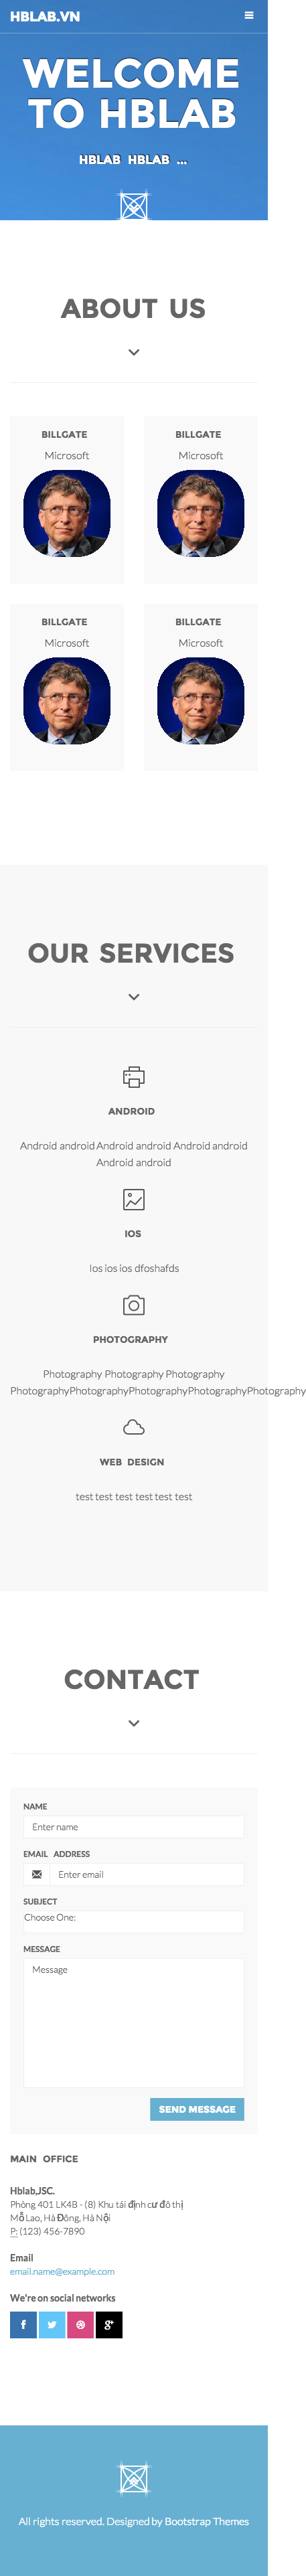 HBLAB.VN
WELCOME
TO HBLAB
HBLAB HBLAB ...
ABOUT US
BILLGATE
Microsoft
BILLGATE
Microsoft
BILLGATE
Microsoft
BILLGATE
Microsoft
OUR SERVICES
ANDROID
Android android Android android Android android
Android android
IOS
Ios ios ios dfoshafds
PHOTOGRAPHY
Photography Photography Photography
PhotographyPhotographyPhotographyPhotographyPhotography
WEB DESIGN
test test test test test test
CONTACT
NAME
Enter name
EMAIL ADDRESS
Enter email
SUBJECT
Choose One:
MESSAGE
Message
SEND MESSAGE
MAIN OFFICE
Hblab,JSC.
Phòng 401 LK4B - (8) Khu tái định cư đô thị
Mỗ Lao, Hà Đông, Hà Nội
P: (123) 456-7890
Email
email.name@example.com
We're on social networks
All rights reserved. Designed by Bootstrap Themes